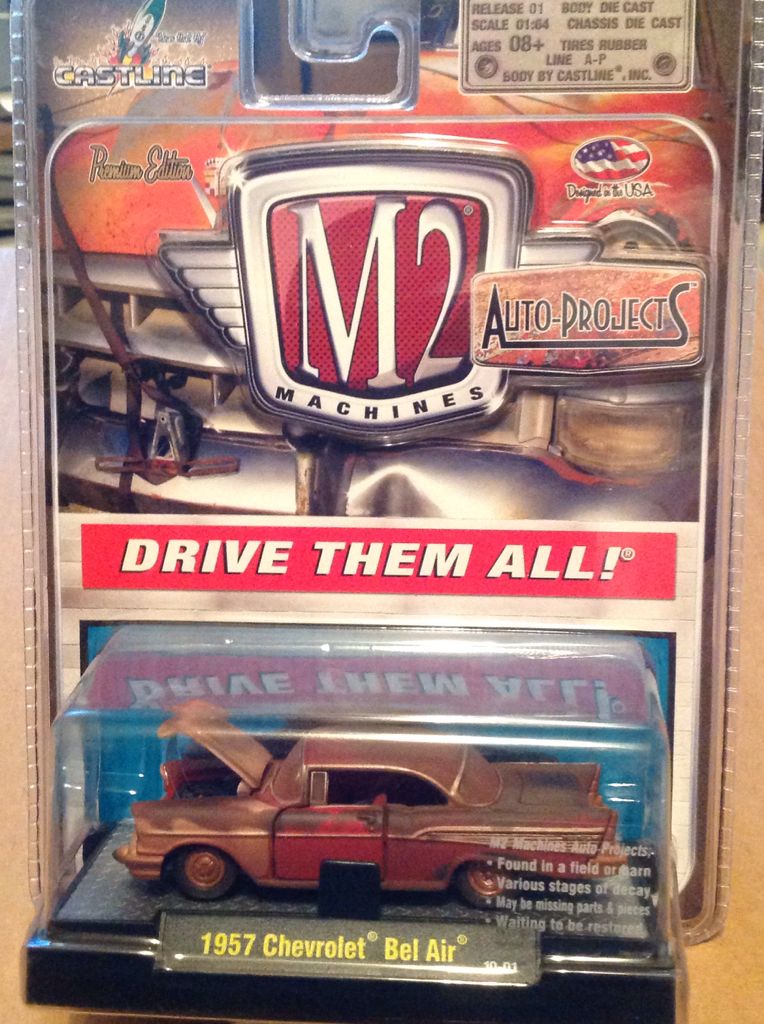 CASTLINE®
RELEASE 01 BODY DIE CAST
SCALE 01:64 CHASSIS DIE CAST
AGES 08+ TIRES RUBBER
LINE A-P
BODY BY CASTLINE®, INC.
Premium Edition
Designed in the USA
M2®
MACHINES
AUTO-PROJECTS™
DRIVE THEM ALL!®
DRIVE THEM ALL!
M2 Machines Auto-Projects;
• Found in a field or barn
• Various stages of decay
• May be missing parts & pieces
• Waiting to be restored
1957 Chevrolet® Bel Air®
10-01